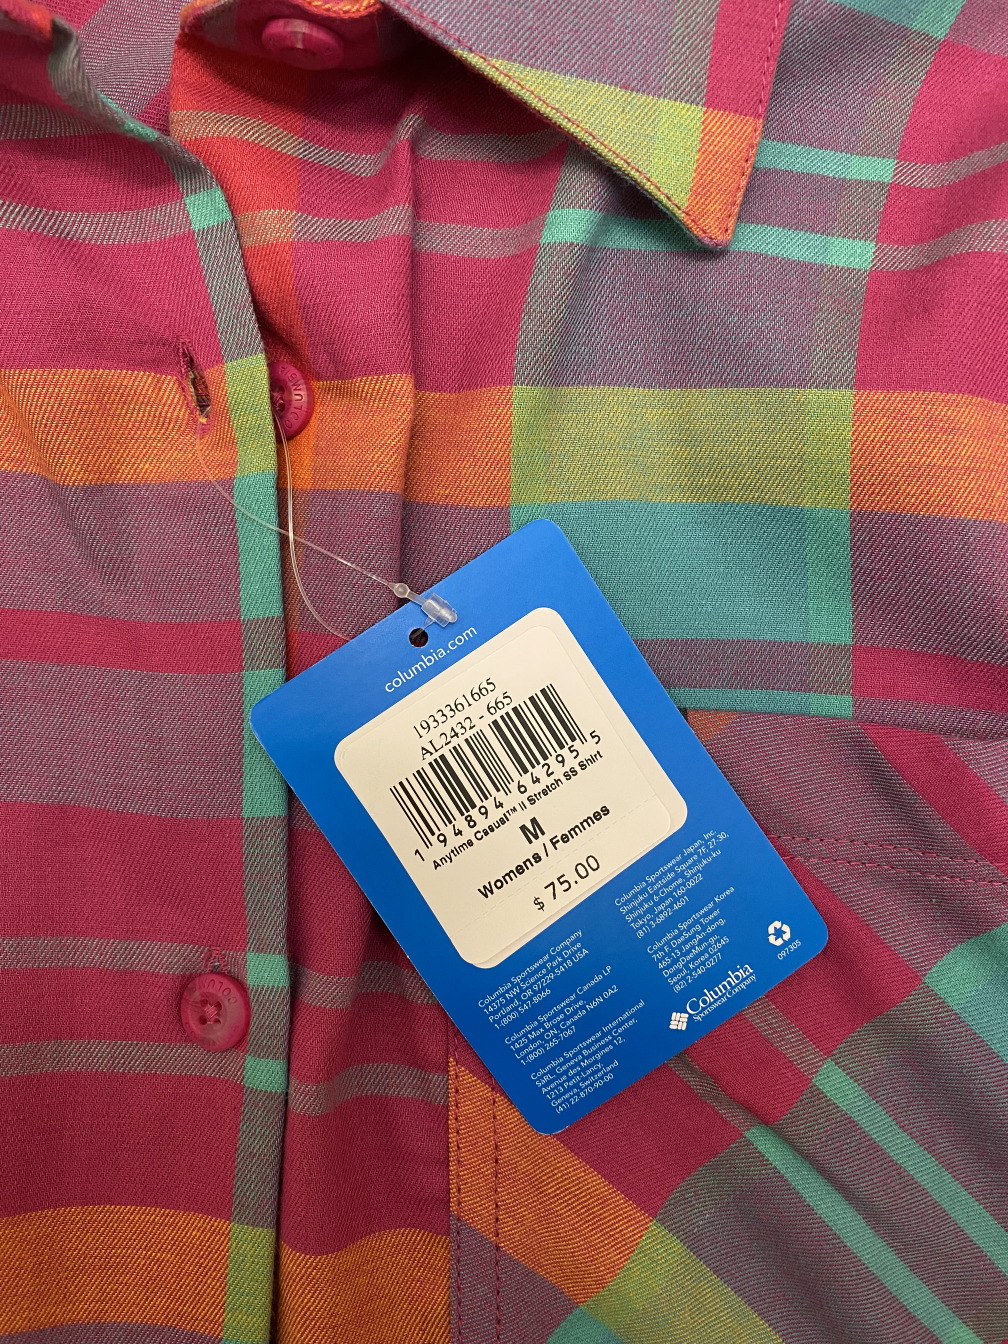 columbia.com
1933361665
AL2432 - 665
1 94894 64295 5
Anytime Casual™ II Stretch SS Shirt
M
Womens / Femmes
$ 75.00
Columbia Sportswear Company
14375 NW Science Park Drive
Portland, OR 97229-5418 USA
1-(800) 547-8066
Columbia Sportswear Canada LP
1425 Max Brose Drive,
London, ON, Canada N6N 0A2
1-(800) 265-7067
Columbia Sportswear International
SàRL, Geneva Business Center,
Avenue des Morgines 12,
1213 Petit-Lancy,
Geneva, Switzerland
(41) 22-870-90-00
Columbia Sportswear Japan, Inc.
Shinjuku Eastside Square 7F, 27-30,
Shinjuku 6-Chome, Shinjuku-ku
Tokyo, Japan 160-0022
(81) 3-6892-4601
Columbia Sportswear Korea
7th F. DaeSung Tower
DongDaeMun-gu,
Seoul, Korea 02645
(82) 2-540-0277
Columbia
Sportswear Company
097305